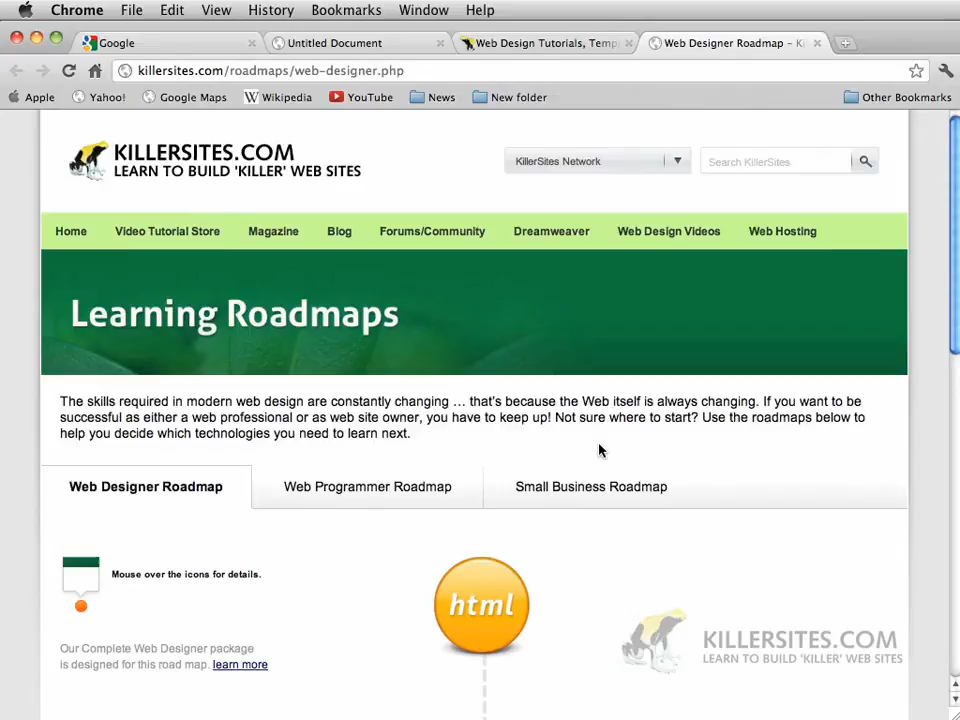 Chrome File Edit View History Bookmarks Window Help
Google
Untitled Document
Web Design Tutorials, Temp
Web Designer Roadmap – Ki
killersites.com/roadmaps/web-designer.php
Apple Yahoo! Google Maps Wikipedia YouTube News New folder Other Bookmarks
KILLERSITES.COM
LEARN TO BUILD 'KILLER' WEB SITES
KillerSites Network
Search KillerSites
Home Video Tutorial Store Magazine Blog Forums/Community Dreamweaver Web Design Videos Web Hosting
Learning Roadmaps
The skills required in modern web design are constantly changing … that's because the Web itself is always changing. If you want to be
successful as either a web professional or as web site owner, you have to keep up! Not sure where to start? Use the roadmaps below to
help you decide which technologies you need to learn next.
Web Designer Roadmap Web Programmer Roadmap Small Business Roadmap
Mouse over the icons for details.
html
Our Complete Web Designer package
is designed for this road map. learn more
KILLERSITES.COM
LEARN TO BUILD 'KILLER' WEB SITES